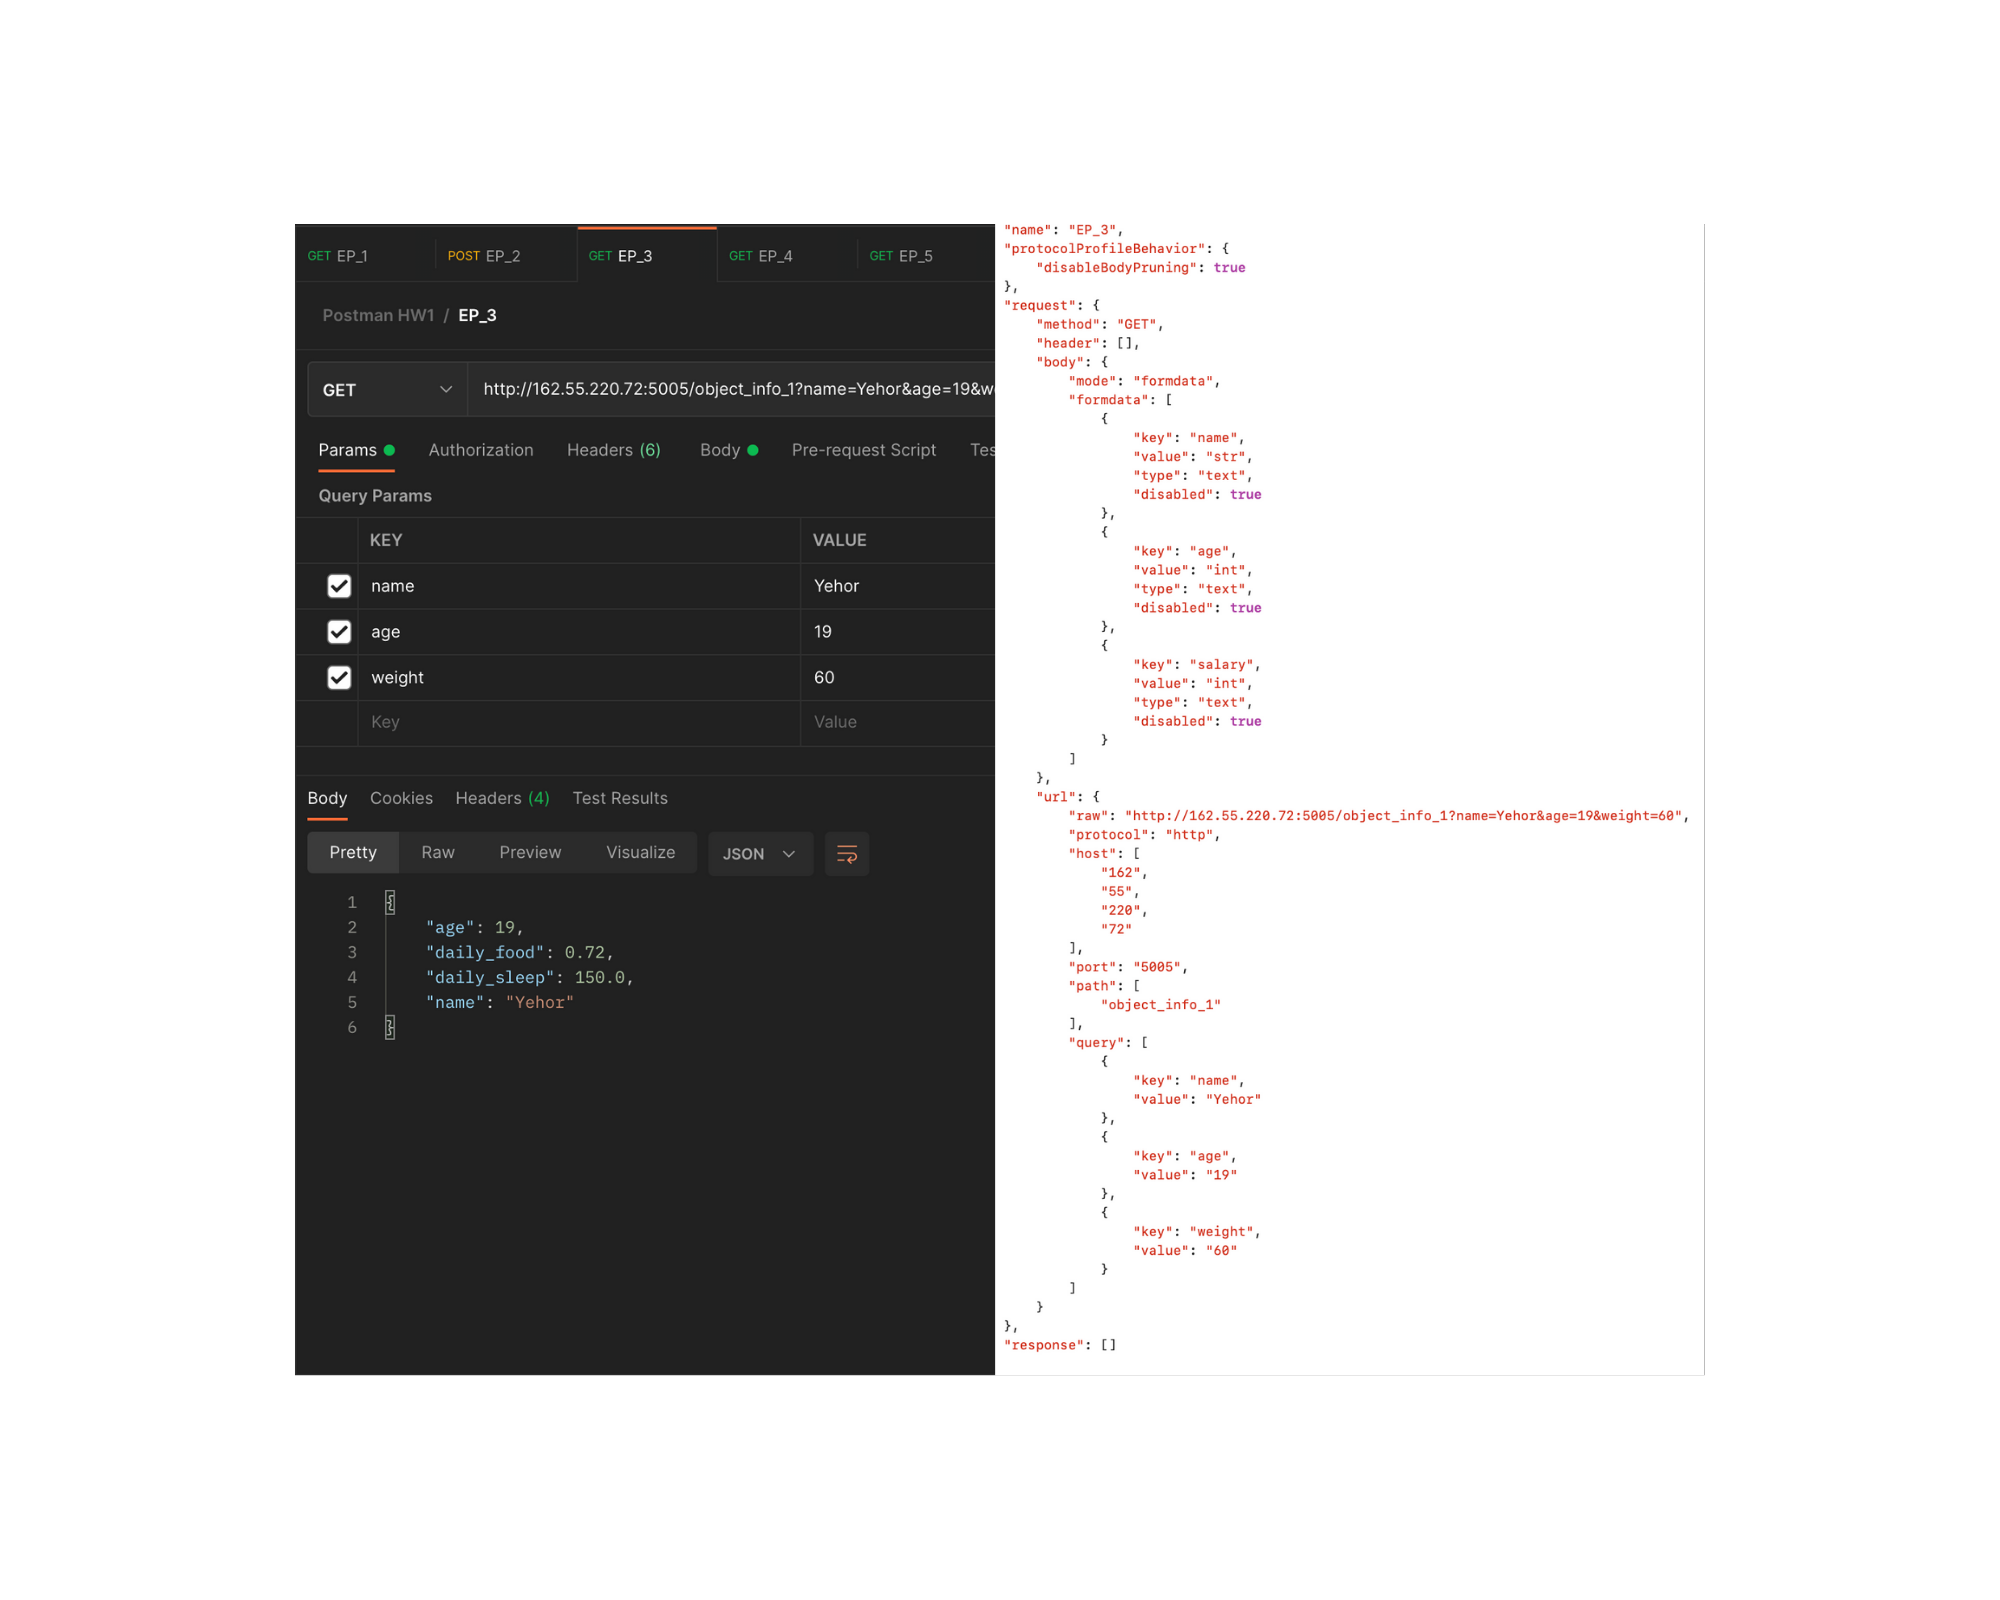 GET EP_1
POST EP_2
GET EP_3
GET EP_4
GET EP_5
Postman HW1 / EP_3
GET
http://162.55.220.72:5005/object_info_1?name=Yehor&age=19&w
Params
Authorization
Headers (6)
Body
Pre-request Script
Tes
Query Params
KEY VALUE
name Yehor
age 19
weight 60
Key Value
Body Cookies Headers (4) Test Results
Pretty Raw Preview Visualize JSON
1 {
2 "age": 19,
3 "daily_food": 0.72,
4 "daily_sleep": 150.0,
5 "name": "Yehor"
6 }
"name": "EP_3",
"protocolProfileBehavior": {
"disableBodyPruning": true
},
"request": {
"method": "GET",
"header": [],
"body": {
"mode": "formdata",
"formdata": [
{
"key": "name",
"value": "str",
"type": "text",
"disabled": true
},
{
"key": "age",
"value": "int",
"type": "text",
"disabled": true
},
{
"key": "salary",
"value": "int",
"type": "text",
"disabled": true
}
]
},
"url": {
"raw": "http://162.55.220.72:5005/object_info_1?name=Yehor&age=19&weight=60",
"protocol": "http",
"host": [
"162",
"55",
"220",
"72"
],
"port": "5005",
"path": [
"object_info_1"
],
"query": [
{
"key": "name",
"value": "Yehor"
},
{
"key": "age",
"value": "19"
},
{
"key": "weight",
"value": "60"
}
]
}
},
"response": []